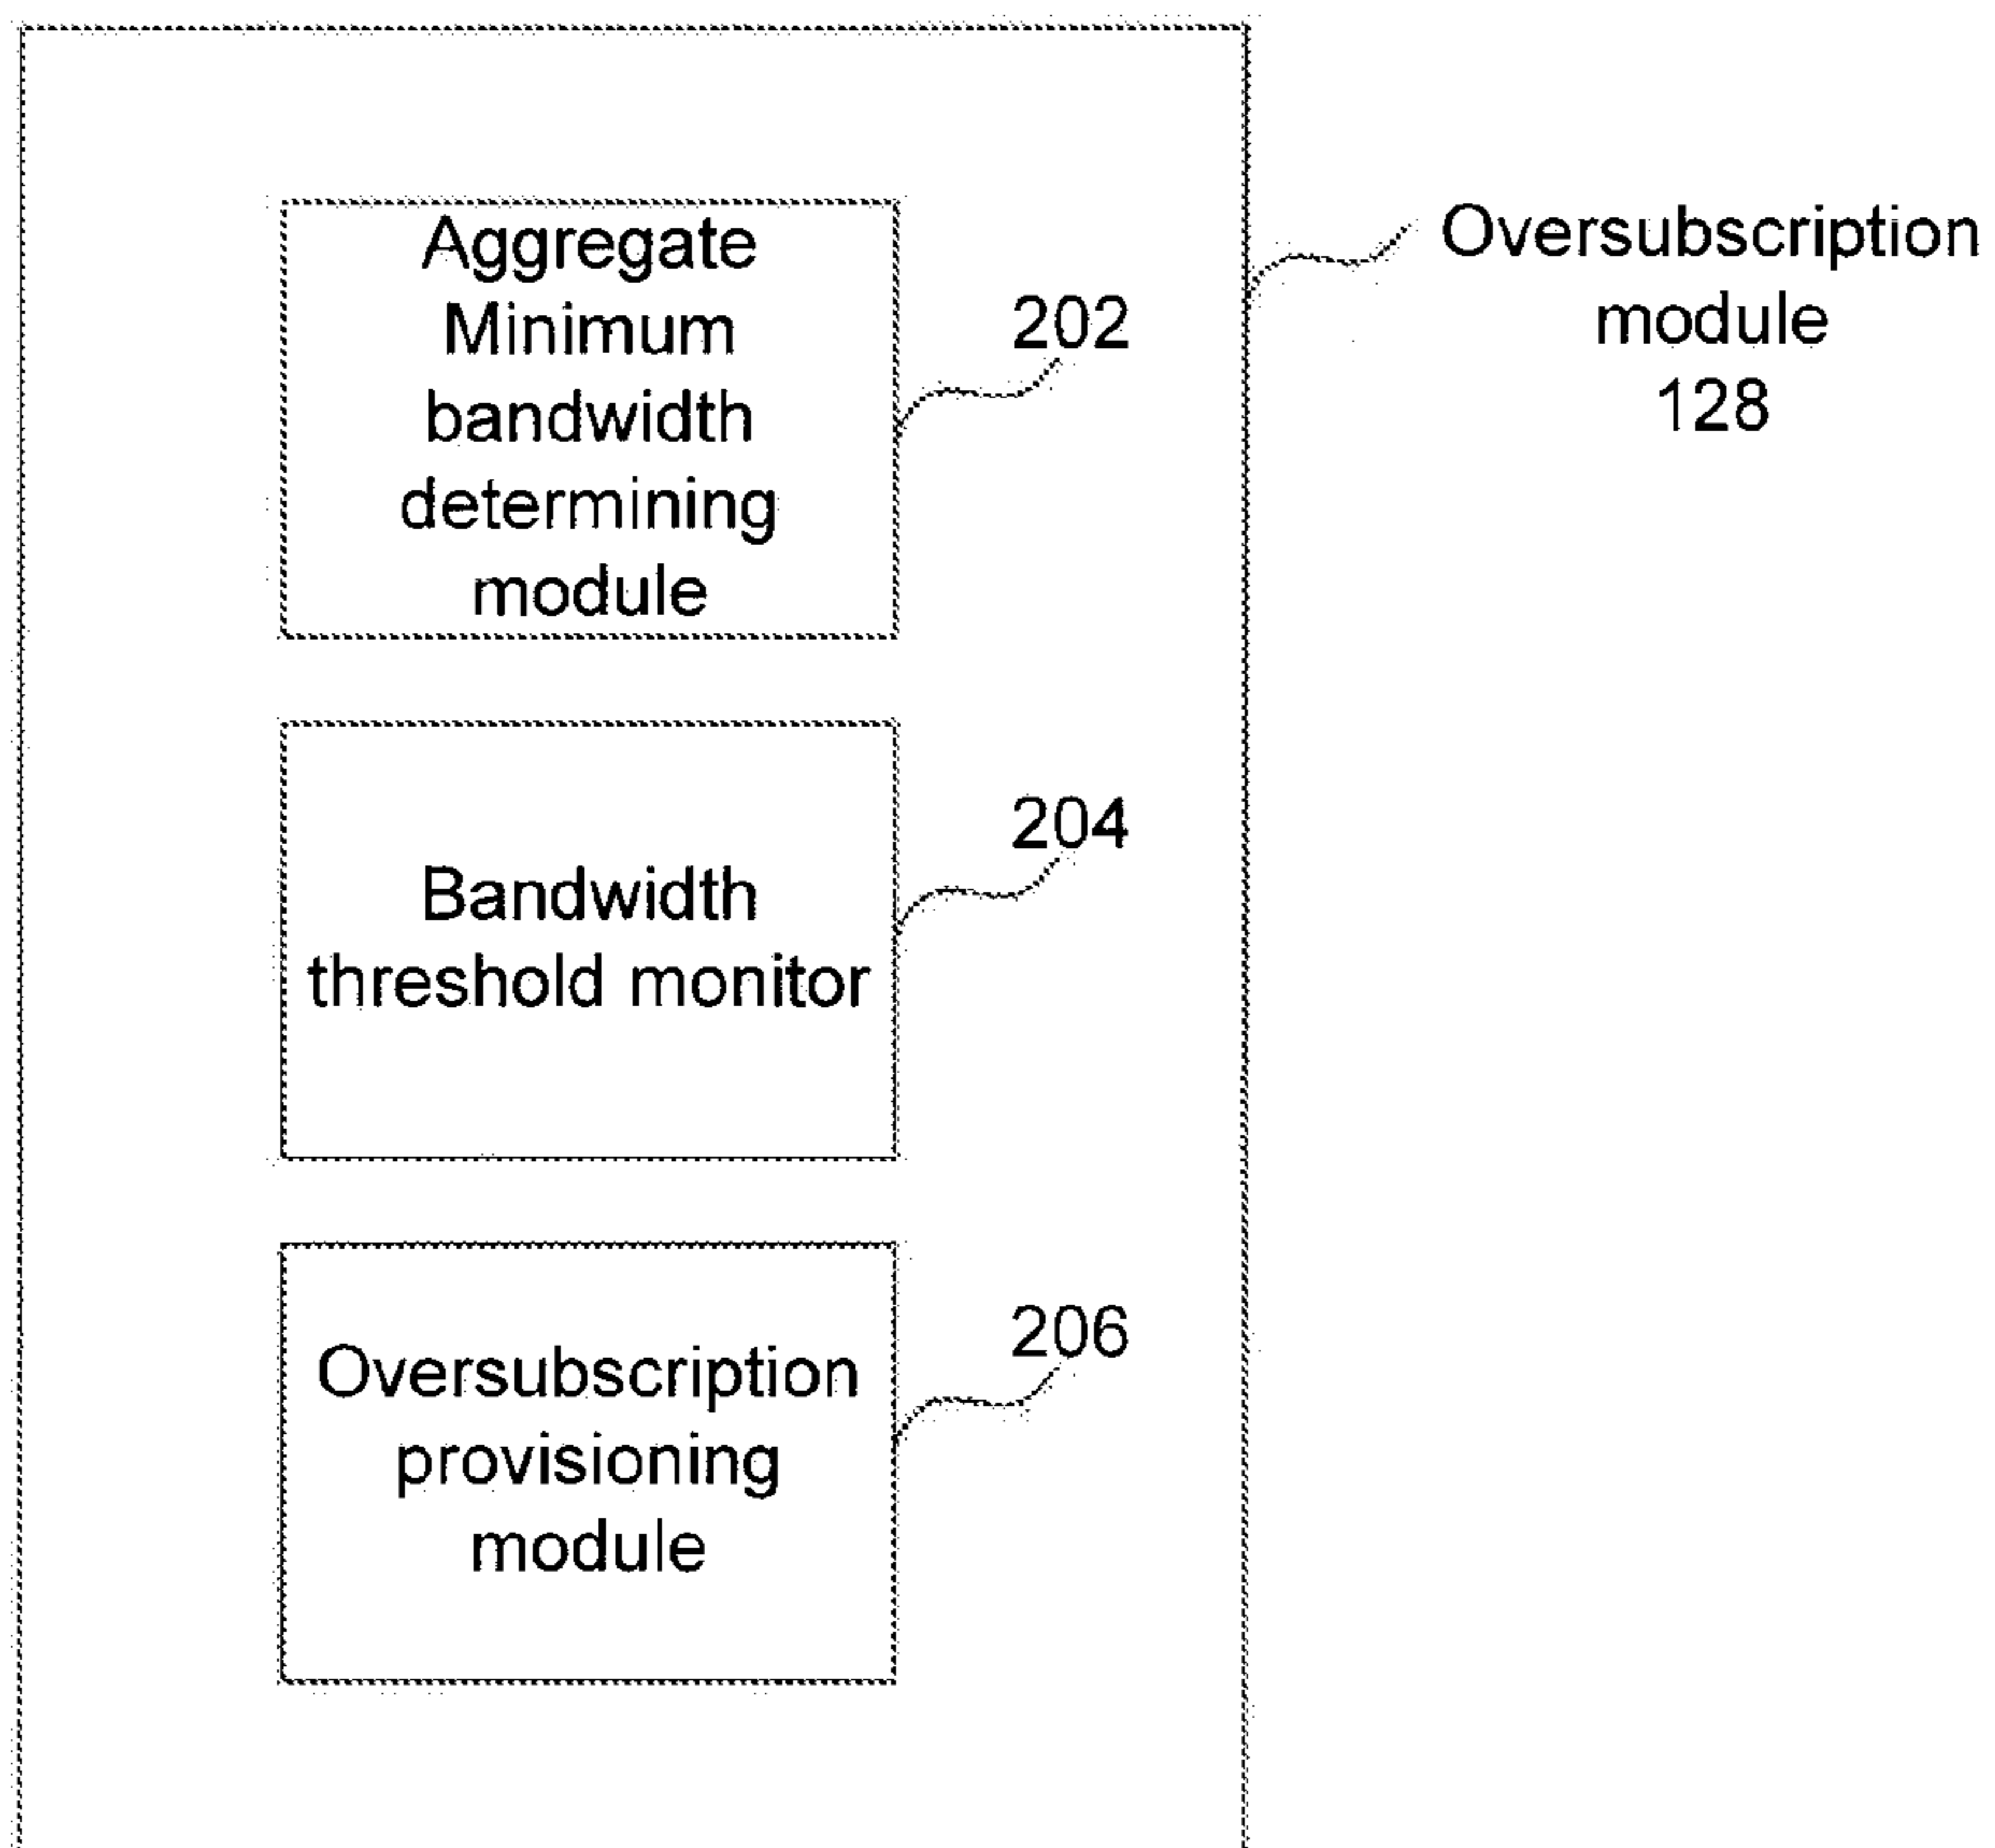 Aggregate
Minimum
bandwidth
determining
module
202
Oversubscription
module
128
Bandwidth
threshold monitor
204
Oversubscription
provisioning
module
206